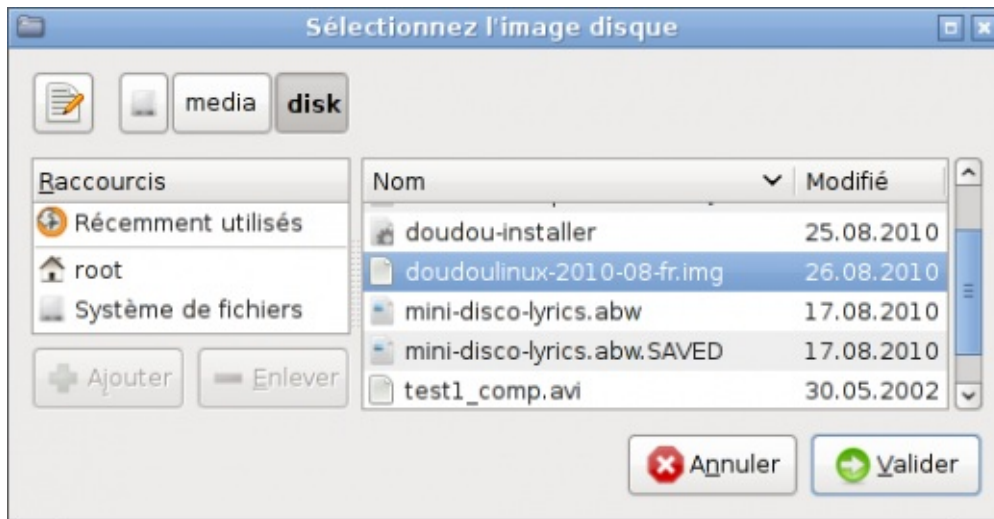 Sélectionnez l'image disque
media disk
Raccourcis
Récemment utilisés
root
Système de fichiers
Ajouter Enlever
Nom Modifié
doudou-installer 25.08.2010
doudoulinux-2010-08-fr.img 26.08.2010
mini-disco-lyrics.abw 17.08.2010
mini-disco-lyrics.abw.SAVED 17.08.2010
test1_comp.avi 30.05.2002
Annuler Valider